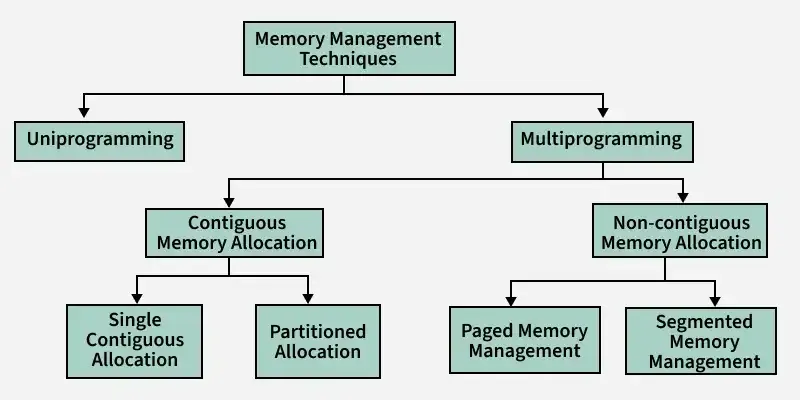 Memory Management
Techniques
Uniprogramming
Multiprogramming
Contiguous
Memory Allocation
Non-contiguous
Memory Allocation
Single
Contiguous
Allocation
Partitioned
Allocation
Paged Memory
Management
Segmented
Memory
Management